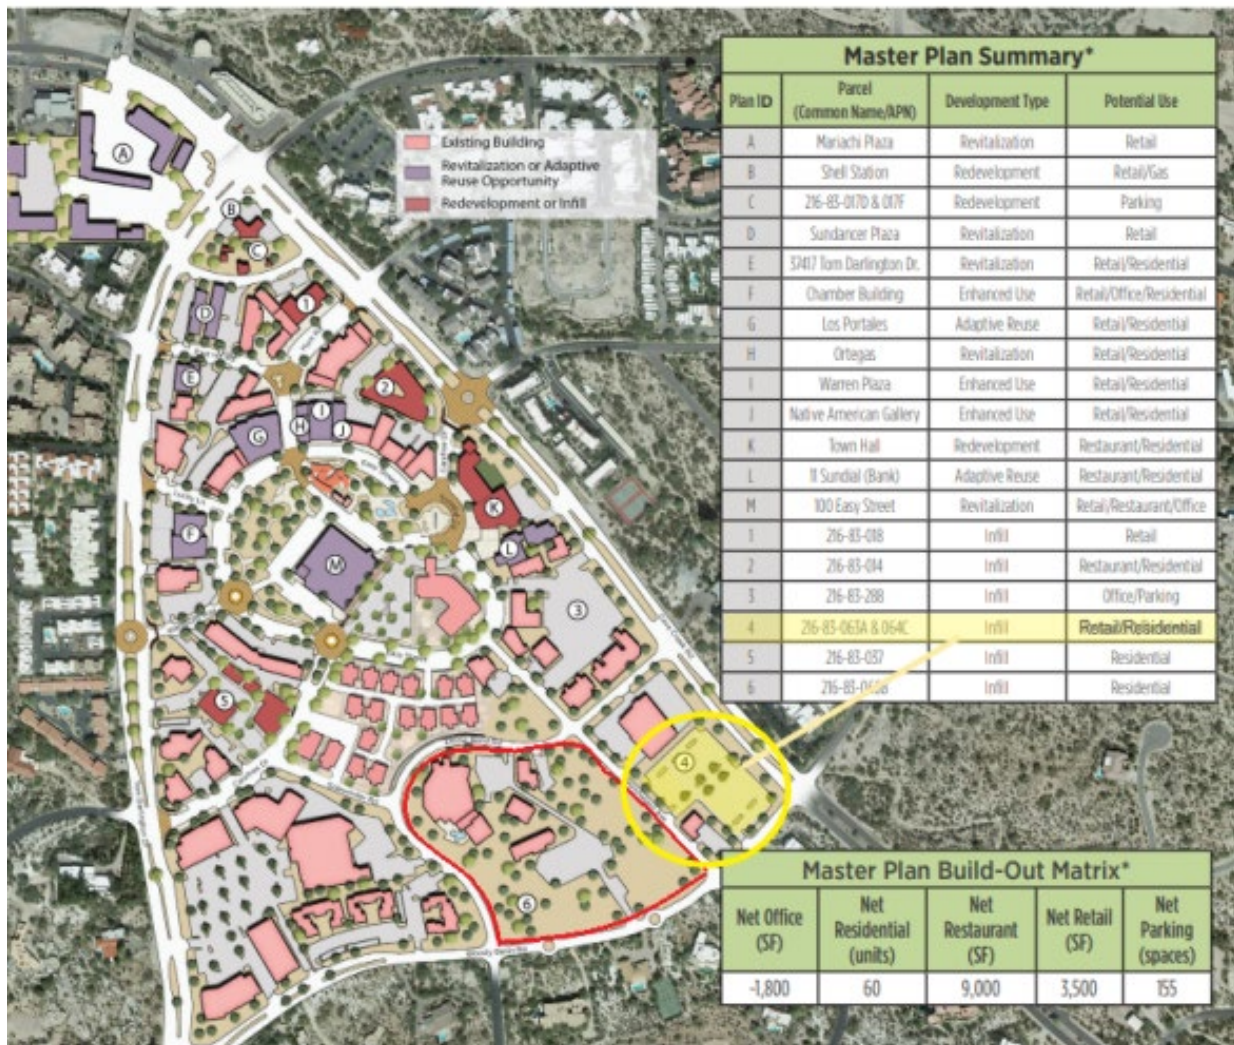 Master Plan Summary*
Plan ID Parcel (Common Name/APN) Development Type Potential Use
A Mariachi Plaza Revitalization Retail
B Shell Station Redevelopment Retail/Gas
C 216-83-017D & 017F Redevelopment Parking
D Sundancer Plaza Revitalization Retail
E 37417 Tom Darlington Dr. Revitalization Retail/Residential
F Chamber Building Enhanced Use Retail/Office/Residential
G Los Portales Adaptive Reuse Retail/Residential
H Ortegas Revitalization Retail/Residential
I Warren Plaza Enhanced Use Retail/Residential
J Native American Gallery Enhanced Use Retail/Residential
K Town Hall Redevelopment Restaurant/Residential
L 11 Sundial (Bank) Adaptive Reuse Restaurant/Residential
M 100 Easy Street Revitalization Retail/Restaurant/Office
1 216-83-018 Infill Retail
2 216-83-014 Infill Restaurant/Residential
3 216-83-288 Infill Office/Parking
4 216-83-063A & 064C Infill Retail/Residential
5 216-83-037 Infill Residential
6 Infill Residential
Existing Building
Revitalization or Adaptive
Reuse Opportunity
Redevelopment or Infill
A
B
C
1
D
2
E
I
H
J
G
K
F
L
M
3
5
4
6
Master Plan Build-Out Matrix*
Net Office (SF) Net Residential (units) Net Restaurant (SF) Net Retail (SF) Net Parking (spaces)
-1,800 60 9,000 3,500 155